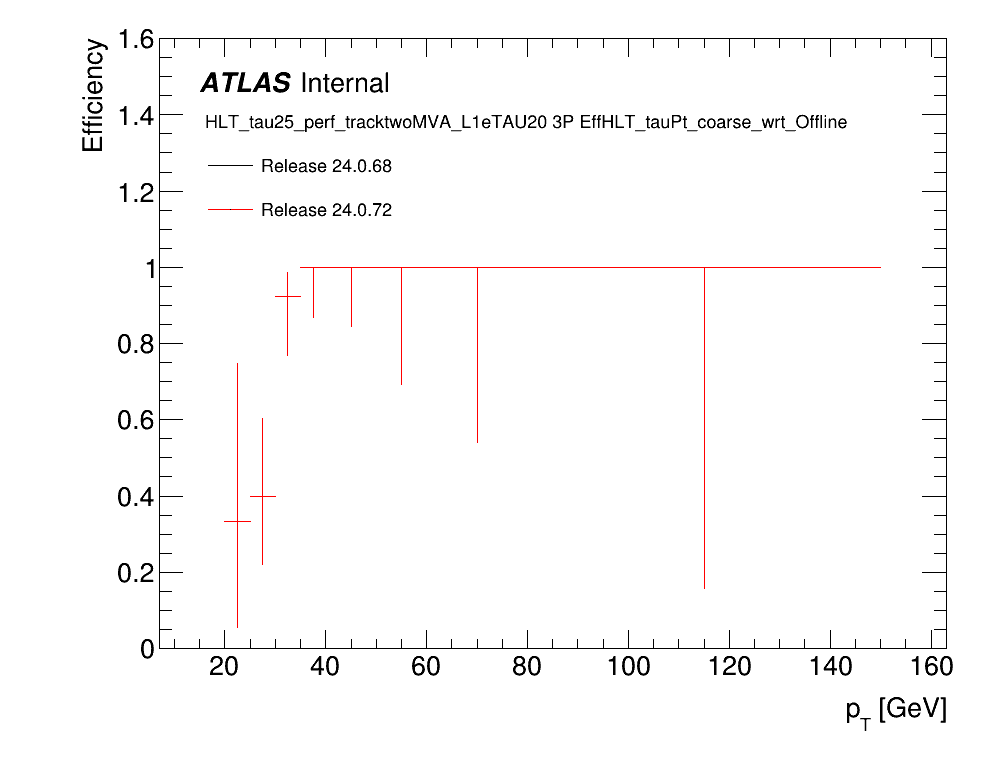 1.6
1.4
1.2
1
0.8
0.6
0.4
0.2
0
Efficiency
ATLAS Internal
HLT_tau25_perf_tracktwoMVA_L1eTAU20 3P EffHLT_tauPt_coarse_wrt_Offline
Release 24.0.68
Release 24.0.72
20 40 60 80 100 120 140 160
pT [GeV]